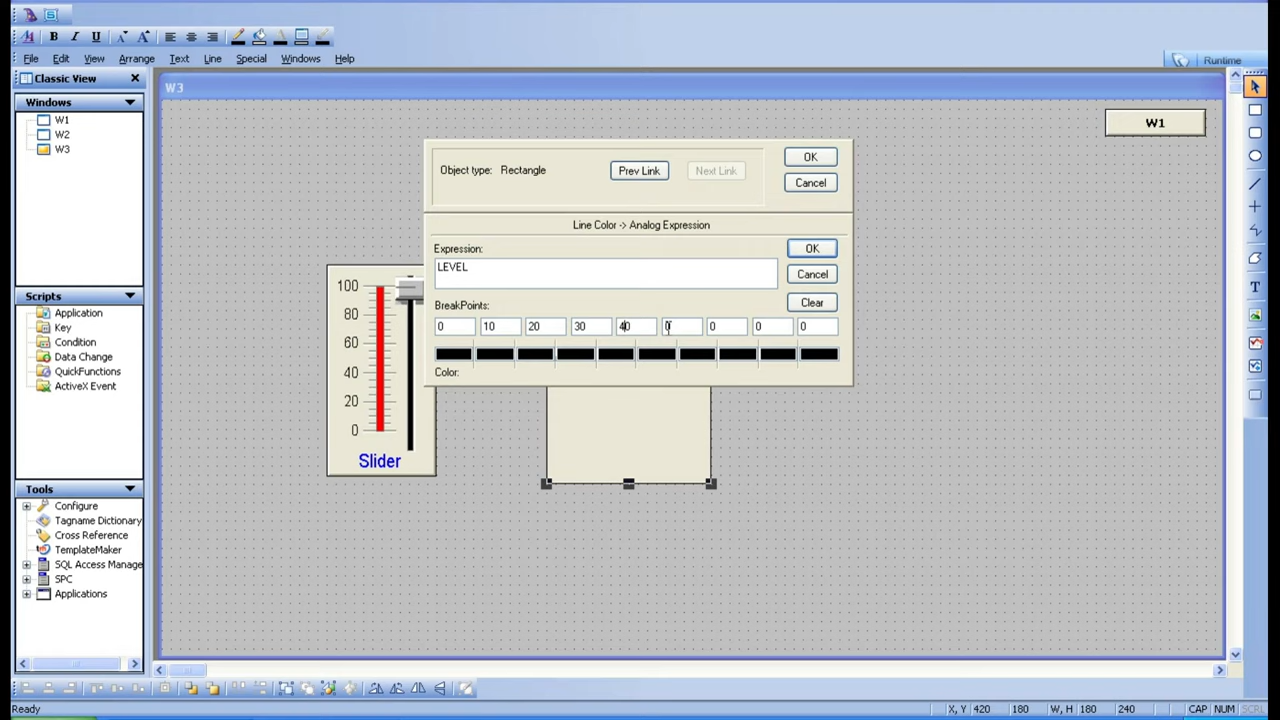 B I U A A
File Edit View Arrange Text Line Special Windows Help
Runtime
Classic View
Windows
W1
W2
W3
Scripts
Application
Key
Condition
Data Change
QuickFunctions
ActiveX Event
Tools
Configure
Tagname Dictionary
Cross Reference
TemplateMaker
SQL Access Manage
SPC
Applications
W3
W1
Object type: Rectangle
Prev Link
Next Link
OK
Cancel
Line Color -> Analog Expression
Expression:
LEVEL
OK
Cancel
Clear
BreakPoints:
0 10 20 30 40 0 0 0 0
Color:
100
80
60
40
20
0
Slider
T
Ready
X, Y 420 180 W, H 180 240 CAP NUM SCRL